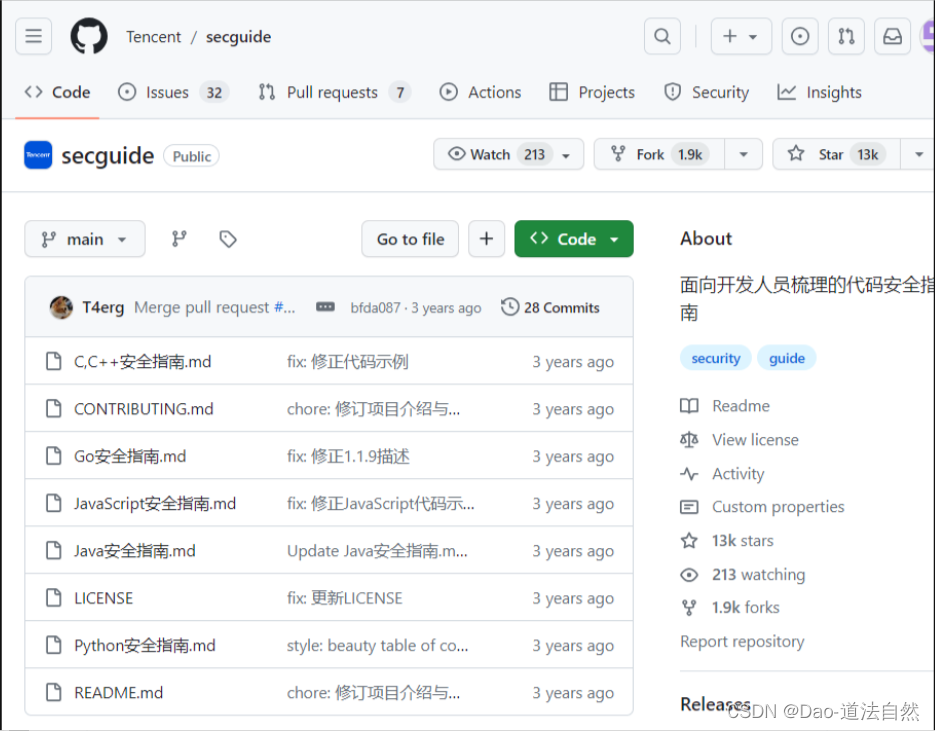 Tencent / secguide
Code Issues 32 Pull requests 7 Actions Projects Security Insights
Tencent secguide Public Watch 213 Fork 1.9k Star 13k
main Go to file + Code
T4erg Merge pull request #... bfda087 · 3 years ago 28 Commits
C,C++安全指南.md fix: 修正代码示例 3 years ago
CONTRIBUTING.md chore: 修订项目介绍与... 3 years ago
Go安全指南.md fix: 修正1.1.9描述 3 years ago
JavaScript安全指南.md fix: 修正JavaScript代码示... 3 years ago
Java安全指南.md Update Java安全指南.m... 3 years ago
LICENSE fix: 更新LICENSE 3 years ago
Python安全指南.md style: beauty table of co... 3 years ago
README.md chore: 修订项目介绍与... 3 years ago
About
面向开发人员梳理的代码安全指
南
security guide
Readme
View license
Activity
Custom properties
13k stars
213 watching
1.9k forks
Report repository
Releases
CSDN @Dao-道法自然